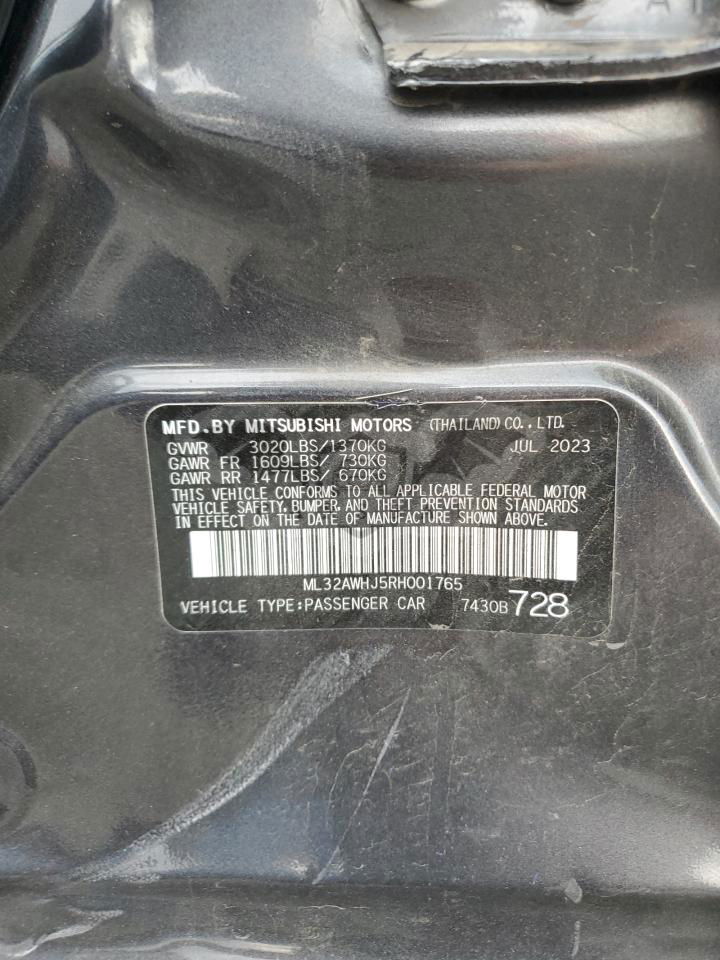 A
MFD.BY MITSUBISHI MOTORS (THAILAND)CO.,LTD.
GVWR 3020LBS/1370KG JUL 2023
GAWR FR 1609LBS/ 730KG
GAWR RR 1477LBS/ 670KG
THIS VEHICLE CONFORMS TO ALL APPLICABLE FEDERAL MOTOR
VEHICLE SAFETY, BUMPER, AND THEFT PREVENTION STANDARDS
IN EFFECT ON THE DATE OF MANUFACTURE SHOWN ABOVE.
ML32AWHJ5RH001765
VEHICLE TYPE:PASSENGER CAR 7430B 728